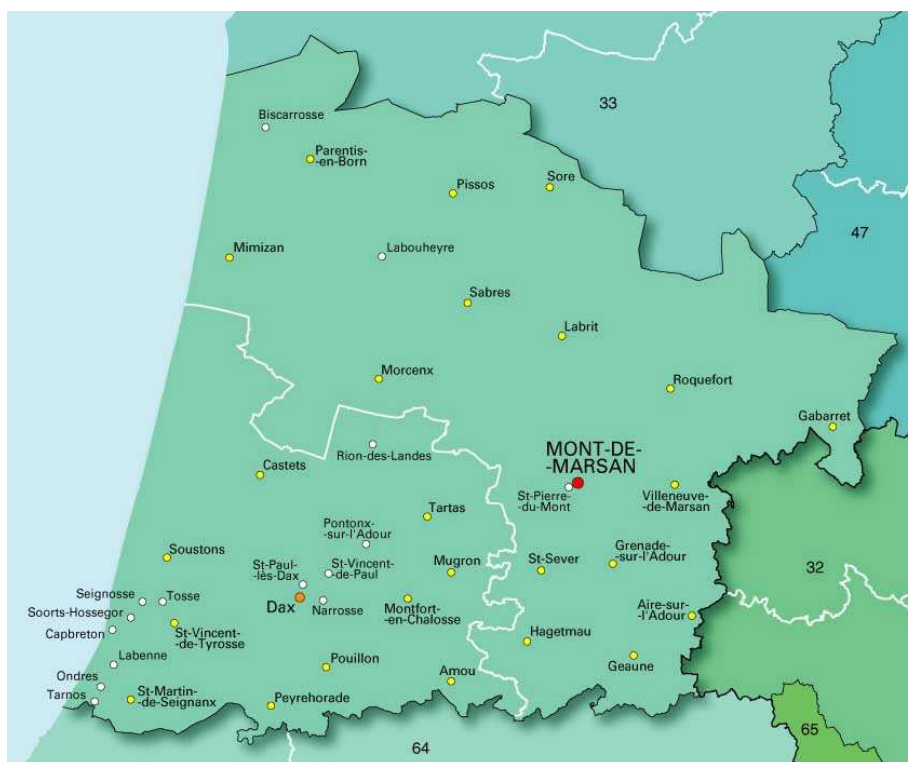 33
Biscarrosse
Parentis-
-en-Born
Pissos
Sore
47
Mimizan
Labouheyre
Sabres
Labrit
Morcenx
Roquefort
Gabarret
Rion-des-Landes
MONT-DE-
-MARSAN
Castets
St-Pierre-
-du-Mont
Villeneuve-
-de-Marsan
Tartas
Pontonx-
-sur-l'Adour
Soustons
St-Paul-
-lès-Dax
St-Vincent-
-de-Paul
Mugron
St-Sever
Grenade-
-sur-l'Adour
32
Seignosse
Tosse
Dax
Narrosse
Montfort-
-en-Chalosse
Aire-sur-
-l'Adour
Soorts-Hossegor
Capbreton
St-Vincent-
-de-Tyrosse
Hagetmau
Labenne
Pouillon
Geaune
Ondres
Amou
Tarnos
St-Martin-
-de-Seignanx
Peyrehorade
65
64